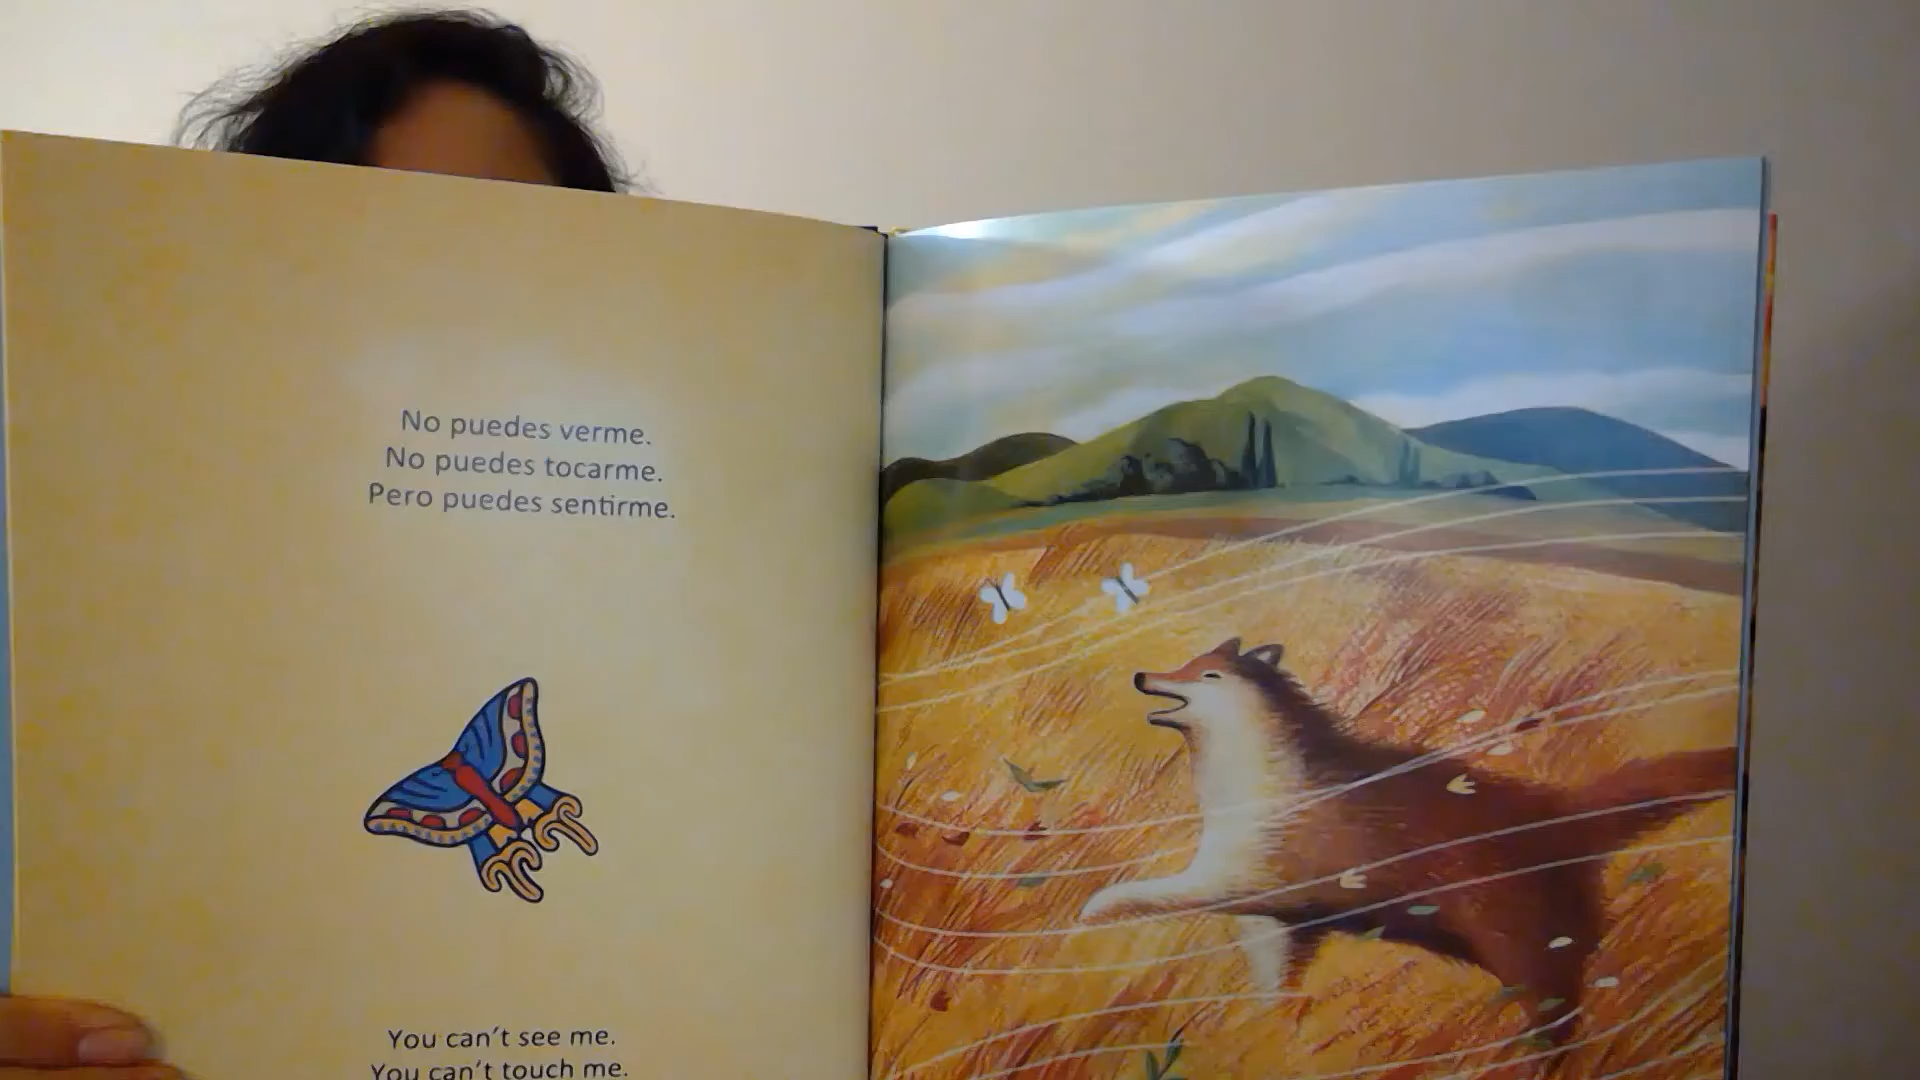 No puedes verme.
No puedes tocarme.
Pero puedes sentirme.
You can't see me.
You can't touch me.